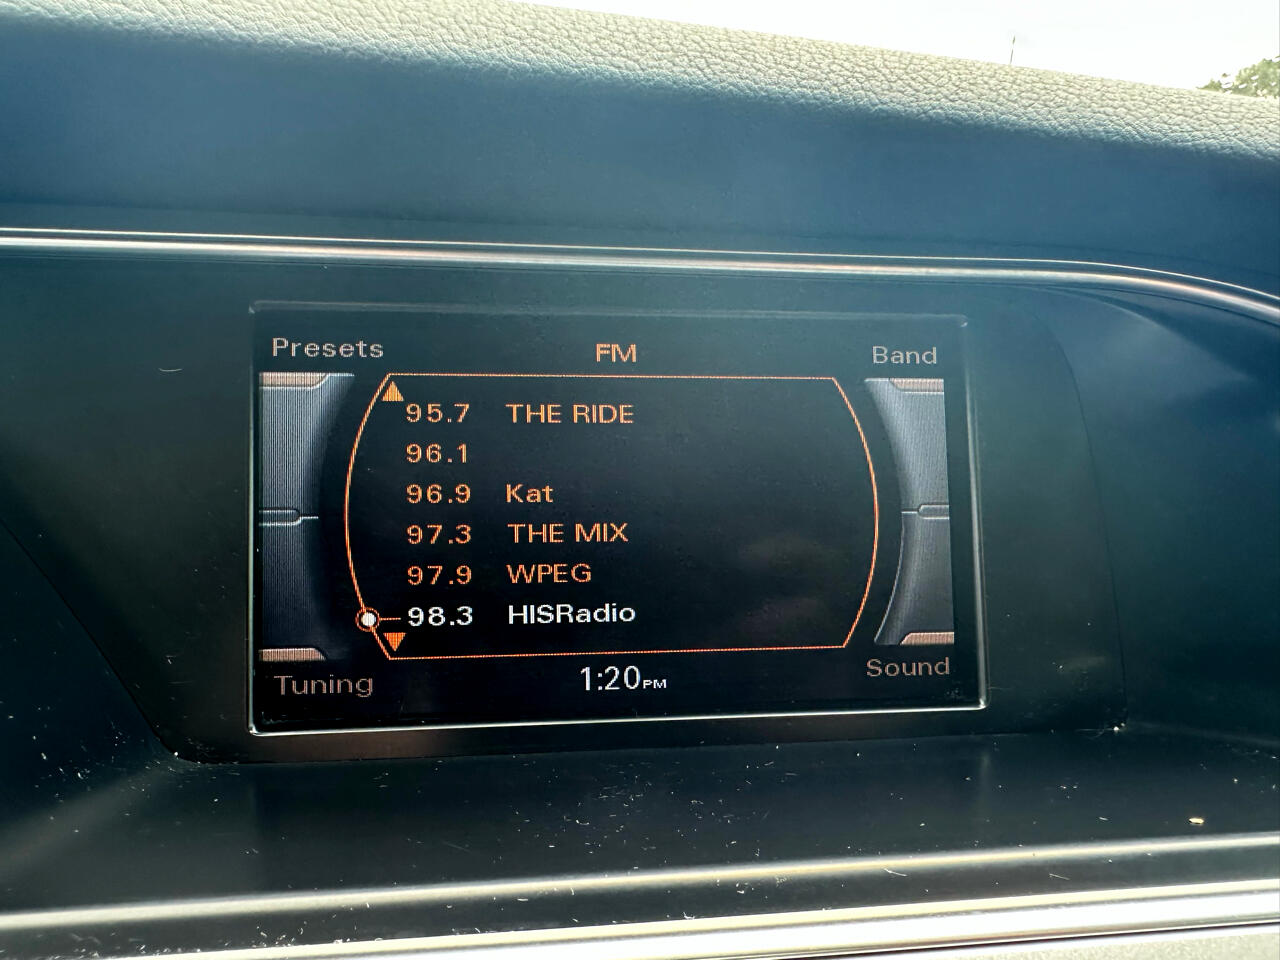 Presets FM Band
95.7 THE RIDE
96.1
96.9 Kat
97.3 THE MIX
97.9 WPEG
98.3 HISRadio
Tuning 1:20PM Sound